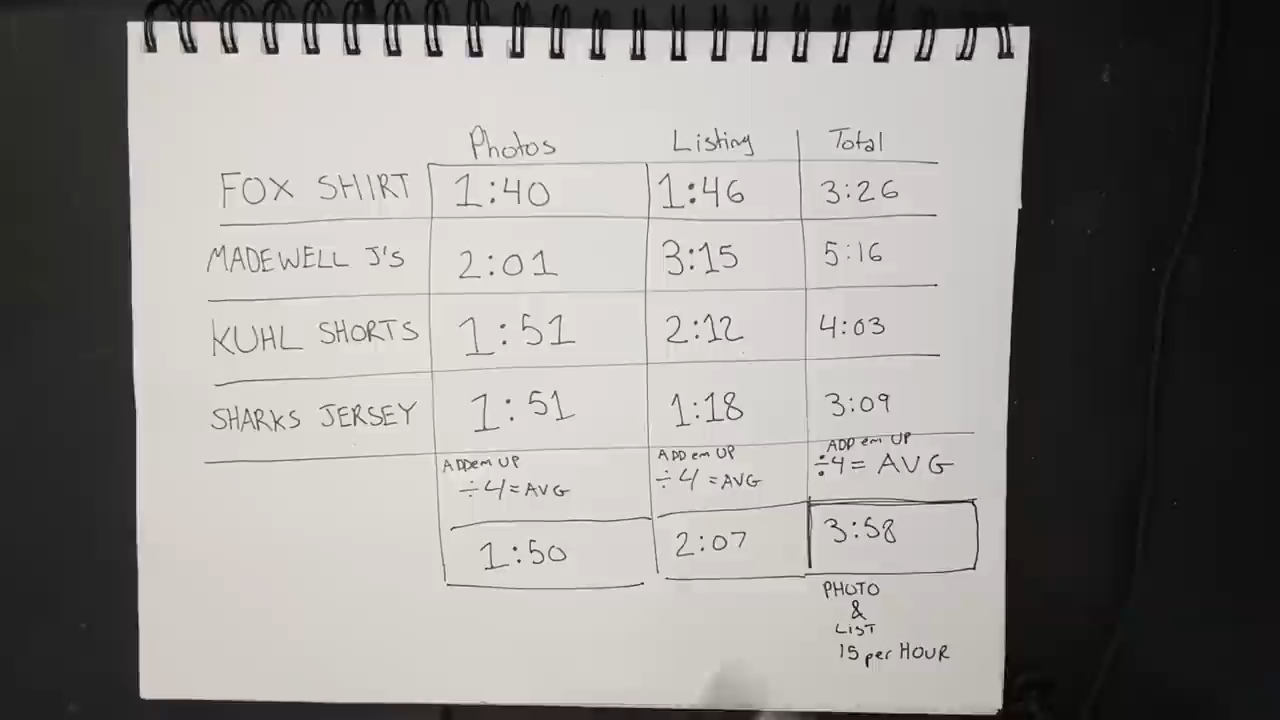 Photos Listing Total
FOX SHIRT 1:40 1:46 3:26
MADEWELL J'S 2:01 3:15 5:16
KUHL SHORTS 1:51 2:12 4:03
SHARKS JERSEY 1:51 1:18 3:09
ADD em UP ADD em UP ADD em UP
÷4=AVG ÷4=AVG ÷4=AVG
1:50 2:07 3:58
PHOTO
&
LIST
15 per HOUR